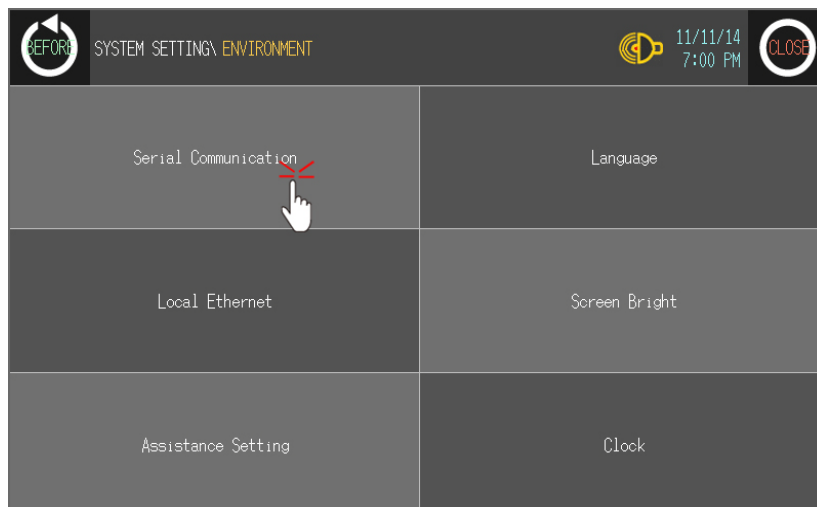 BEFORE
SYSTEM SETTING\ ENVIRONMENT
11/11/14
7:00 PM
CLOSE
Serial Communication
Language
Local Ethernet
Screen Bright
Assistance Setting
Clock